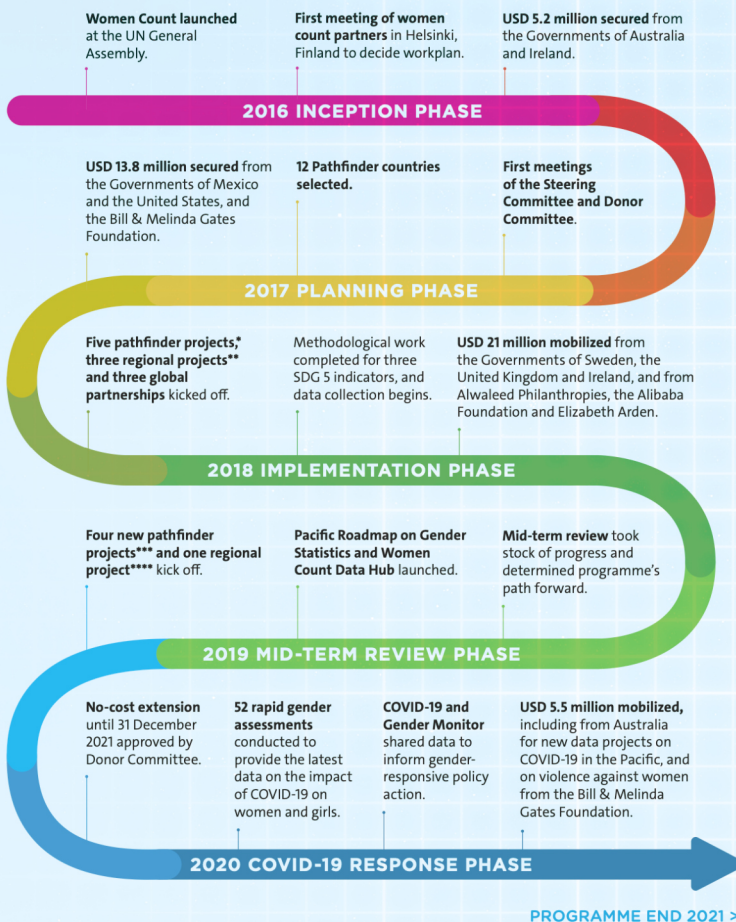 Women Count launched
at the UN General
Assembly.
First meeting of women
count partners in Helsinki,
Finland to decide workplan.
USD 5.2 million secured from
the Governments of Australia
and Ireland.
2016 INCEPTION PHASE
USD 13.8 million secured from
the Governments of Mexico
and the United States, and
the Bill & Melinda Gates
Foundation.
12 Pathfinder countries
selected.
First meetings
of the Steering
Committee and Donor
Committee.
2017 PLANNING PHASE
Five pathfinder projects,*
three regional projects**
and three global
partnerships kicked off.
Methodological work
completed for three
SDG 5 indicators, and
data collection begins.
USD 21 million mobilized from
the Governments of Sweden, the
United Kingdom and Ireland, and from
Alwaleed Philanthropies, the Alibaba
Foundation and Elizabeth Arden.
2018 IMPLEMENTATION PHASE
Four new pathfinder
projects*** and one regional
project**** kick off.
Pacific Roadmap on Gender
Statistics and Women
Count Data Hub launched.
Mid-term review took
stock of progress and
determined programme's
path forward.
2019 MID-TERM REVIEW PHASE
No-cost extension
until 31 December
2021 approved by
Donor Committee.
52 rapid gender
assessments
conducted to
provide the latest
data on the impact
of COVID-19 on
women and girls.
COVID-19 and
Gender Monitor
shared data to
inform gender-
responsive policy
action.
USD 5.5 million mobilized,
including from Australia
for new data projects on
COVID-19 in the Pacific, and
on violence against women
from the Bill & Melinda
Gates Foundation.
2020 COVID-19 RESPONSE PHASE
PROGRAMME END 2021 >